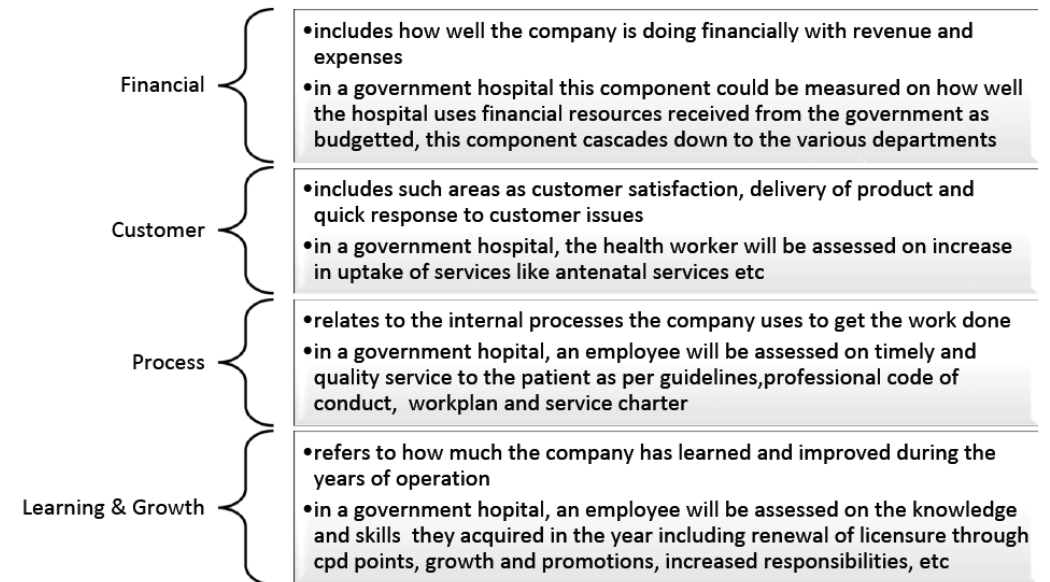 Financial
•includes how well the company is doing financially with revenue and
expenses
•in a government hospital this component could be measured on how well
the hospital uses financial resources received from the government as
budgetted, this component cascades down to the various departments
Customer
•includes such areas as customer satisfaction, delivery of product and
quick response to customer issues
•in a government hospital, the health worker will be assessed on increase
in uptake of services like antenatal services etc
Process
•relates to the internal processes the company uses to get the work done
•in a government hopital, an employee will be assessed on timely and
quality service to the patient as per guidelines,professional code of
conduct, workplan and service charter
Learning & Growth
•refers to how much the company has learned and improved during the
years of operation
•in a government hopital, an employee will be assessed on the knowledge
and skills they acquired in the year including renewal of licensure through
cpd points, growth and promotions, increased responsibilities, etc